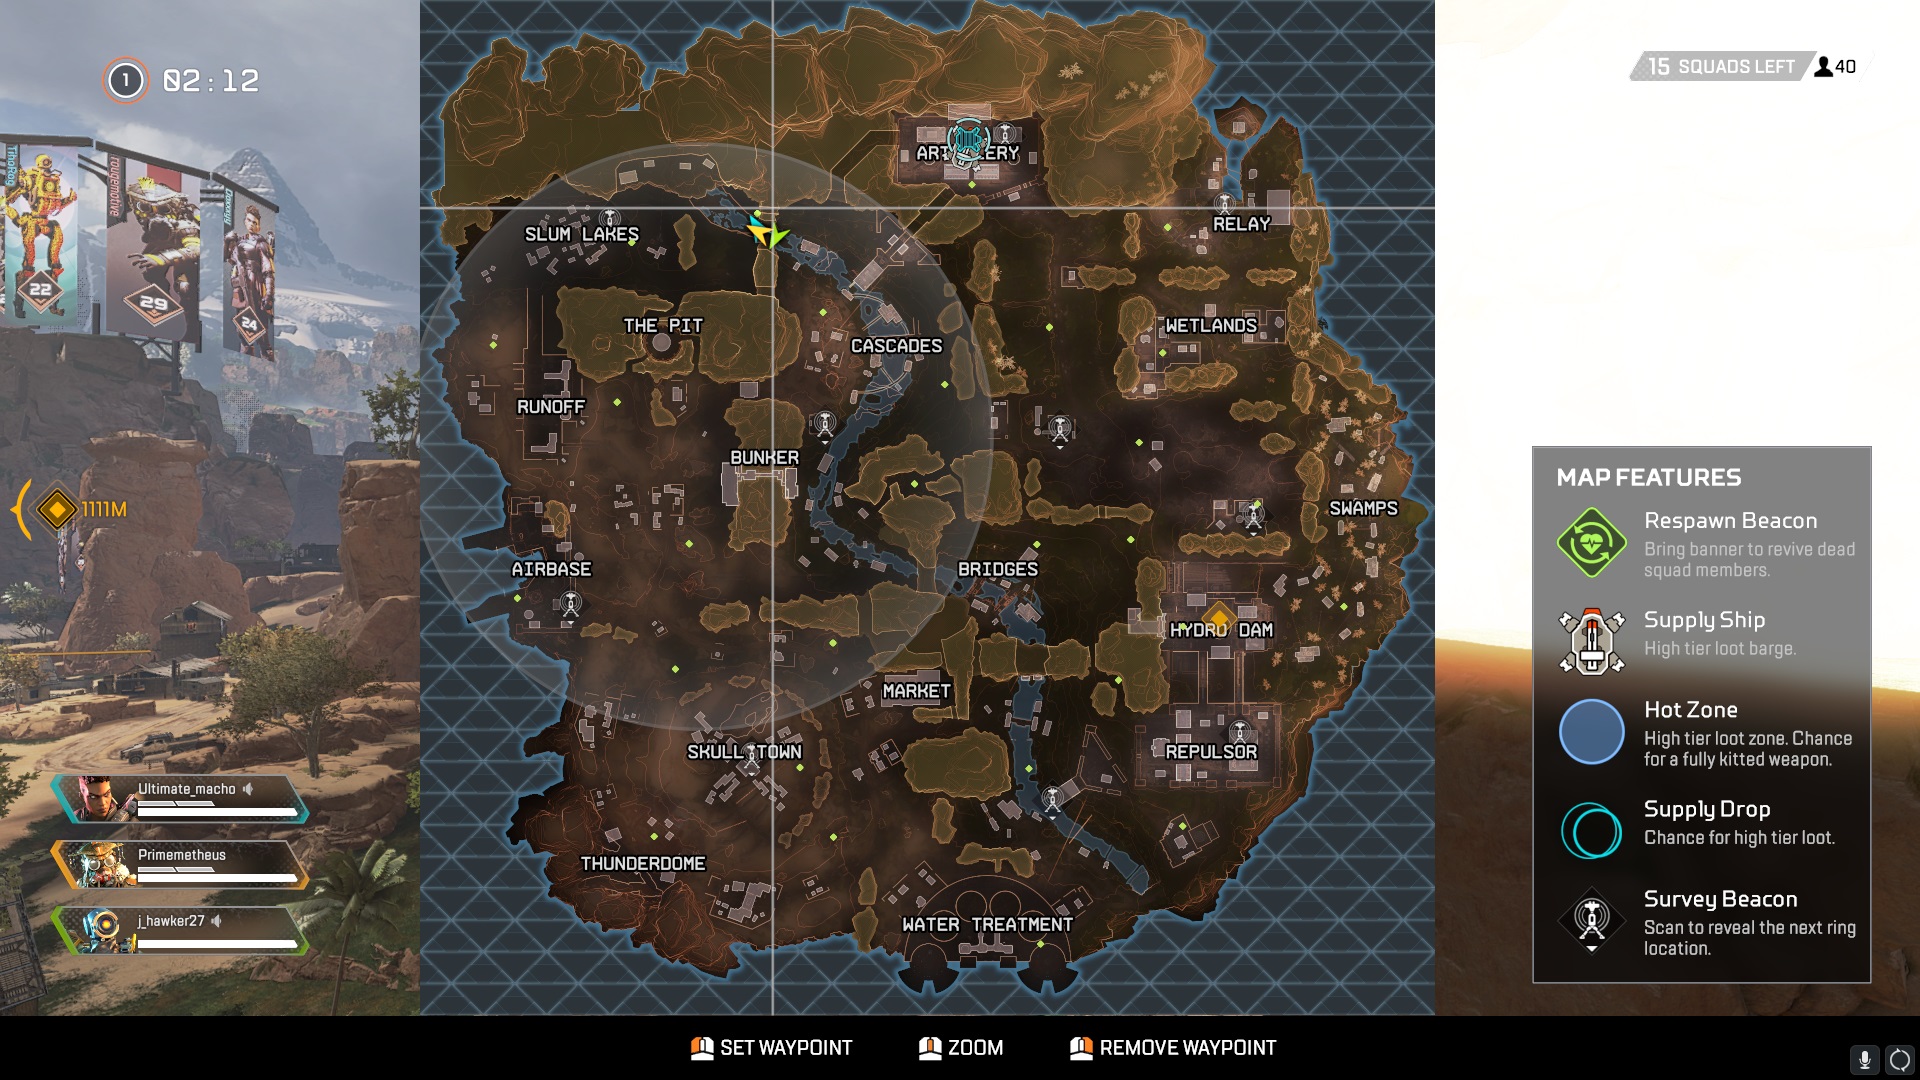 1 02:12
15 SQUADS LEFT 40
22
29
24
1111M
RELAY
SLUM LAKES
THE PIT
WETLANDS
CASCADES
RUNOFF
BUNKER
SWAMPS
AIRBASE
BRIDGES
HYDRO DAM
MARKET
SKULL TOWN
REPULSOR
THUNDERDOME
WATER TREATMENT
Ultimate_macho
Primemetheus
j_hawker27
MAP FEATURES
Respawn Beacon
Bring banner to revive dead
squad members.
Supply Ship
High tier loot barge.
Hot Zone
High tier loot zone. Chance
for a fully kitted weapon.
Supply Drop
Chance for high tier loot.
Survey Beacon
Scan to reveal the next ring
location.
SET WAYPOINT ZOOM REMOVE WAYPOINT